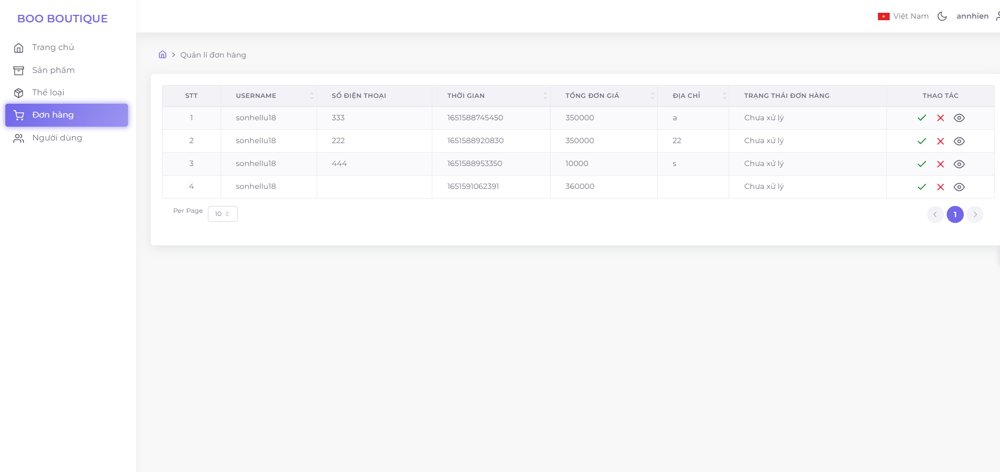 BOO BOUTIQUE
Việt Nam annhien
Trang chủ
Sản phẩm
Thể loại
Đơn hàng
Người dùng
Quản lí đơn hàng
STT USERNAME SỐ ĐIỆN THOẠI THỜI GIAN TỔNG ĐƠN GIÁ ĐỊA CHỈ TRẠNG THÁI ĐƠN HÀNG THAO TÁC
1 sonhellu18 333 1651588745450 350000 a Chưa xử lý
2 sonhellu18 222 1651588920830 350000 22 Chưa xử lý
3 sonhellu18 444 1651588953350 10000 s Chưa xử lý
4 sonhellu18 1651591062391 360000 Chưa xử lý
Per Page 10 1